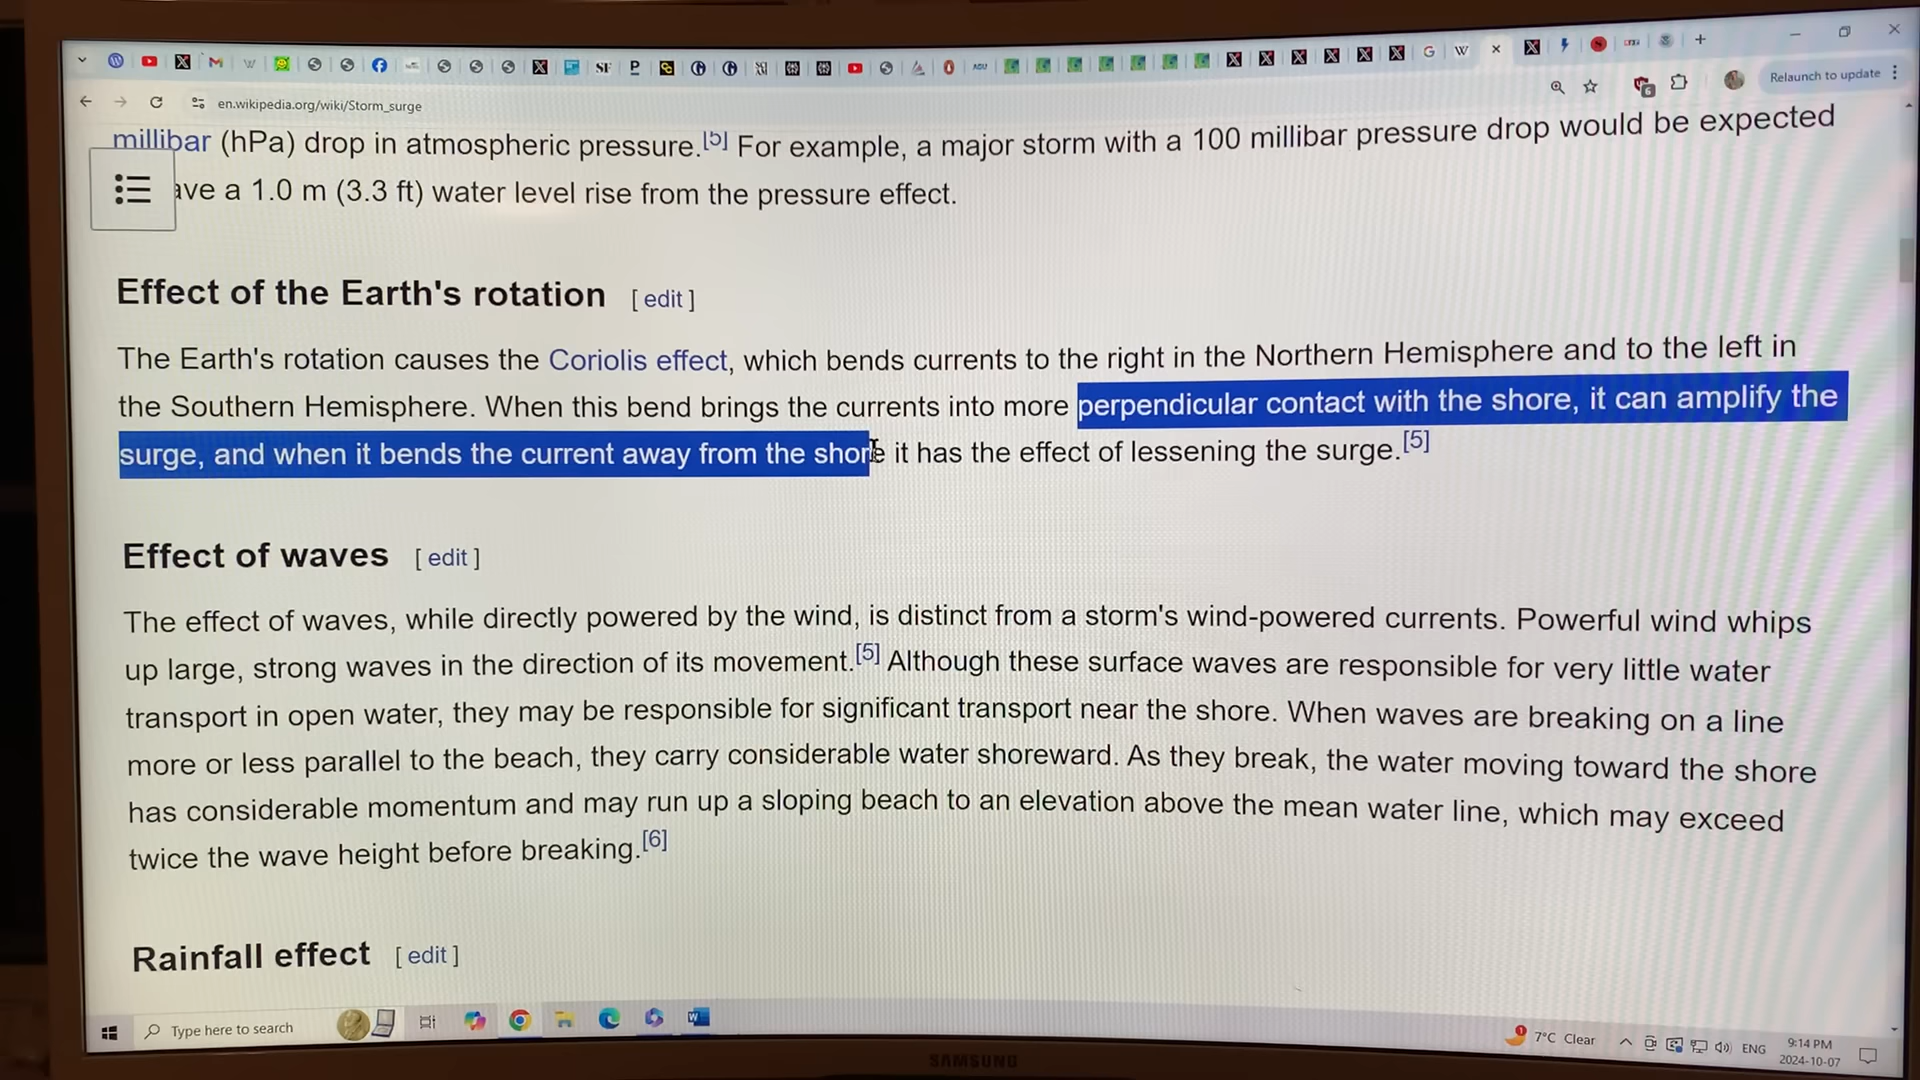 en.wikipedia.org/wiki/Storm_surge
Relaunch to update
millibar (hPa) drop in atmospheric pressure.[5] For example, a major storm with a 100 millibar pressure drop would be expected
ave a 1.0 m (3.3 ft) water level rise from the pressure effect.
Effect of the Earth's rotation [ edit ]
The Earth's rotation causes the Coriolis effect, which bends currents to the right in the Northern Hemisphere and to the left in
the Southern Hemisphere. When this bend brings the currents into more perpendicular contact with the shore, it can amplify the
surge, and when it bends the current away from the shore it has the effect of lessening the surge.[5]
Effect of waves [ edit ]
The effect of waves, while directly powered by the wind, is distinct from a storm's wind-powered currents. Powerful wind whips
up large, strong waves in the direction of its movement.[5] Although these surface waves are responsible for very little water
transport in open water, they may be responsible for significant transport near the shore. When waves are breaking on a line
more or less parallel to the beach, they carry considerable water shoreward. As they break, the water moving toward the shore
has considerable momentum and may run up a sloping beach to an elevation above the mean water line, which may exceed
twice the wave height before breaking.[6]
Rainfall effect [ edit ]
Type here to search
7°C Clear
ENG
9:14 PM
2024-10-07
SAMSUNG